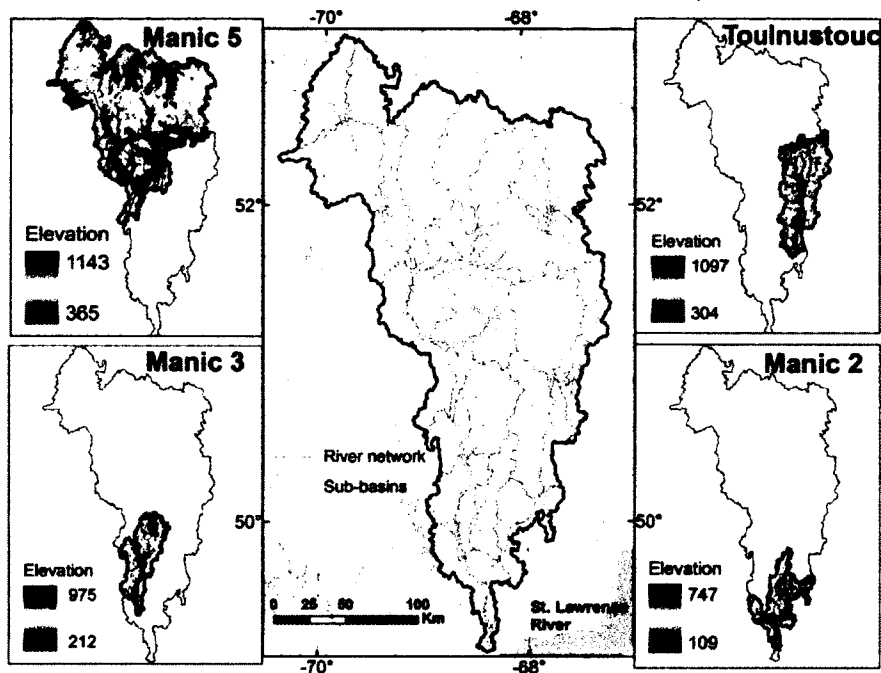 Manic 5
Elevation
1143
365
Manic 3
Elevation
975
212
-70°
-68°
52°
52°
50°
50°
River network
Sub-basins
0 25 50 100
Km
St. Lawrence
River
-70°
-68°
Toulnustouc
Elevation
1097
304
Manic 2
Elevation
747
109